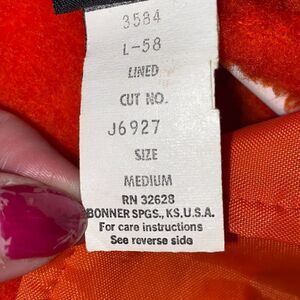 3584
L-58
LINED
CUT NO.
J6927
SIZE
MEDIUM
RN 32628
BONNER SPGS., KS, U.S.A.
For care instructions
See reverse side